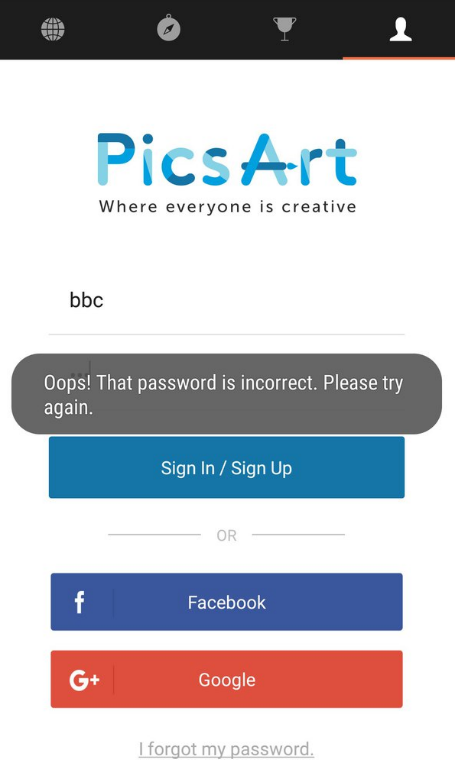 PicsArt
Where everyone is creative
bbc
Oops! That password is incorrect. Please try
again.
Sign In / Sign Up
OR
f
Facebook
G+
Google
I forgot my password.